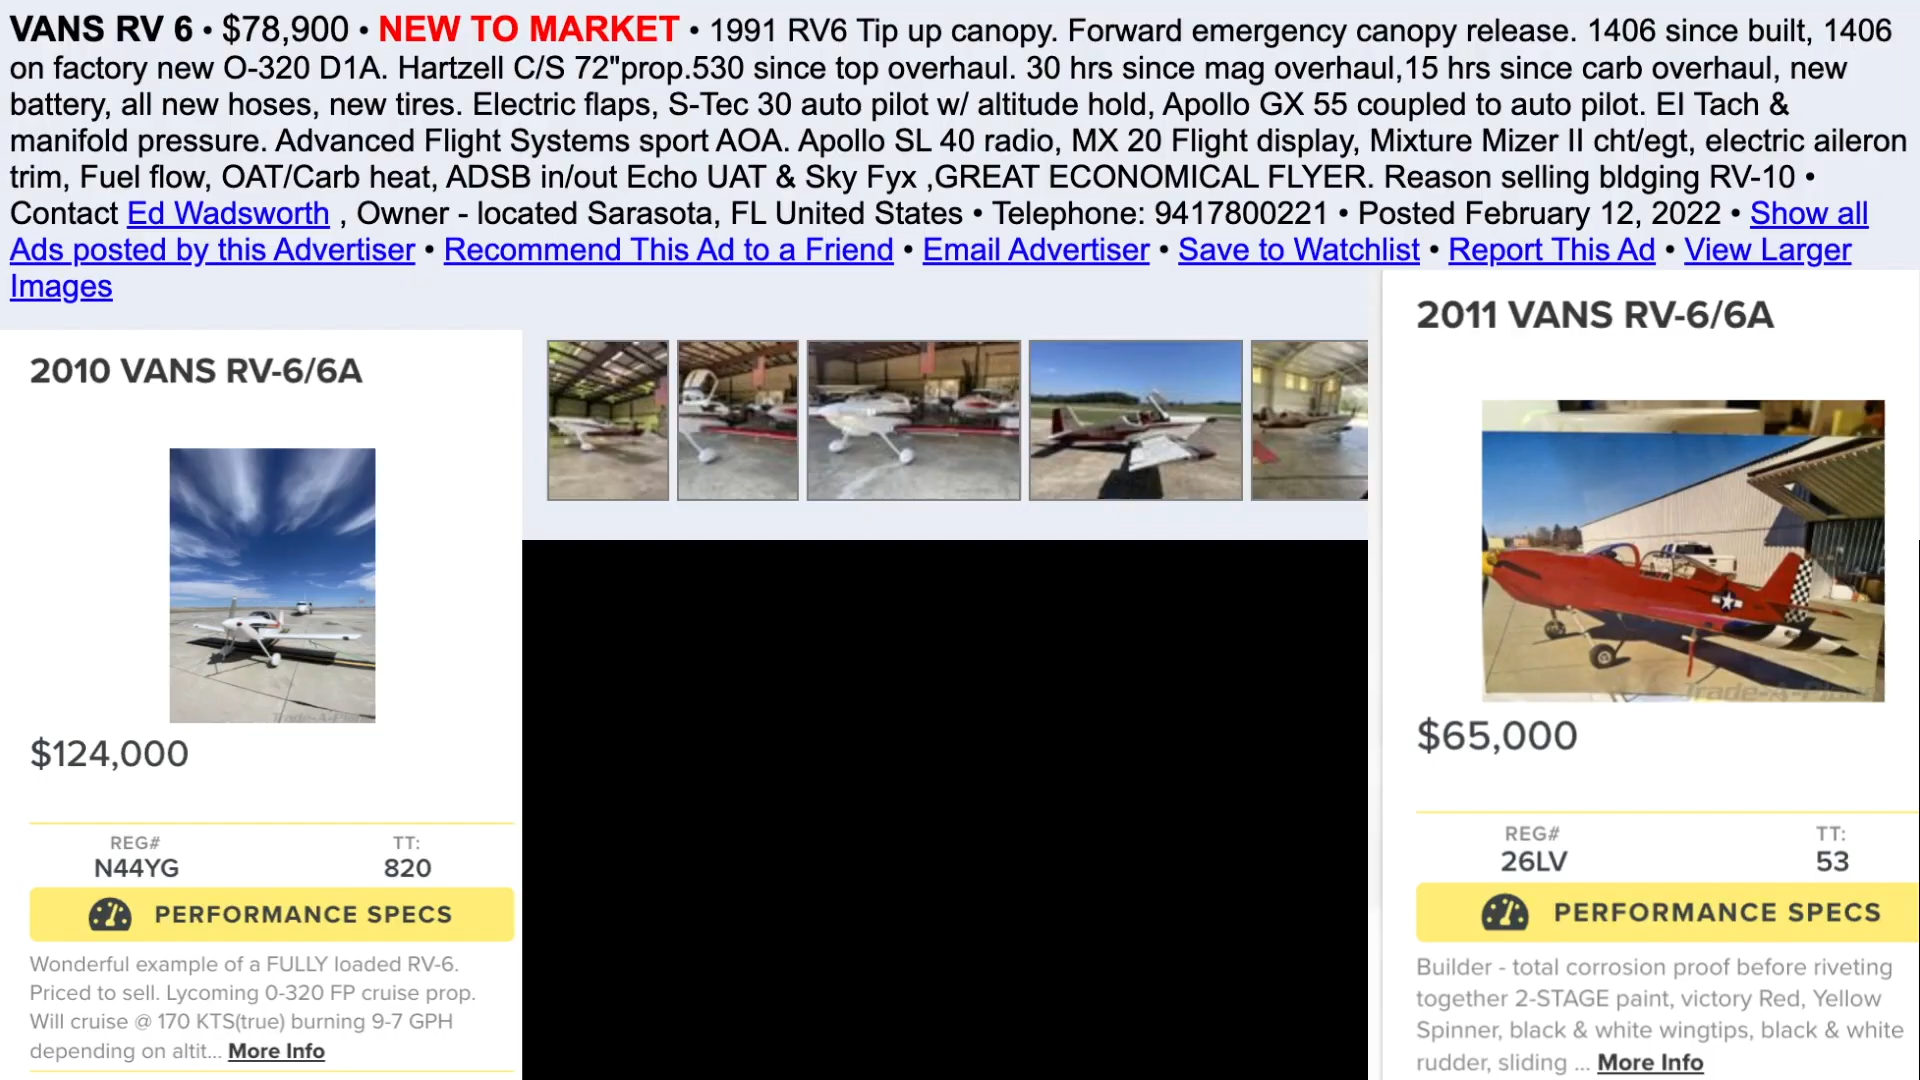 VANS RV 6 • $78,900 • NEW TO MARKET • 1991 RV6 Tip up canopy. Forward emergency canopy release. 1406 since built, 1406
on factory new O-320 D1A. Hartzell C/S 72"prop.530 since top overhaul. 30 hrs since mag overhaul,15 hrs since carb overhaul, new
battery, all new hoses, new tires. Electric flaps, S-Tec 30 auto pilot w/ altitude hold, Apollo GX 55 coupled to auto pilot. EI Tach &
manifold pressure. Advanced Flight Systems sport AOA. Apollo SL 40 radio, MX 20 Flight display, Mixture Mizer II cht/egt, electric aileron
trim, Fuel flow, OAT/Carb heat, ADSB in/out Echo UAT & Sky Fyx ,GREAT ECONOMICAL FLYER. Reason selling bldging RV-10 •
Contact Ed Wadsworth , Owner - located Sarasota, FL United States • Telephone: 9417800221 • Posted February 12, 2022 • Show all
Ads posted by this Advertiser • Recommend This Ad to a Friend • Email Advertiser • Save to Watchlist • Report This Ad • View Larger
Images
2010 VANS RV-6/6A
Trade-A-Plane
$124,000
REG# TT:
N44YG 820
PERFORMANCE SPECS
Wonderful example of a FULLY loaded RV-6.
Priced to sell. Lycoming 0-320 FP cruise prop.
Will cruise @ 170 KTS(true) burning 9-7 GPH
depending on altit... More Info
2011 VANS RV-6/6A
Trade-A-Plane
$65,000
REG# TT:
26LV 53
PERFORMANCE SPECS
Builder - total corrosion proof before riveting
together 2-STAGE paint, victory Red, Yellow
Spinner, black & white wingtips, black & white
rudder, sliding ... More Info